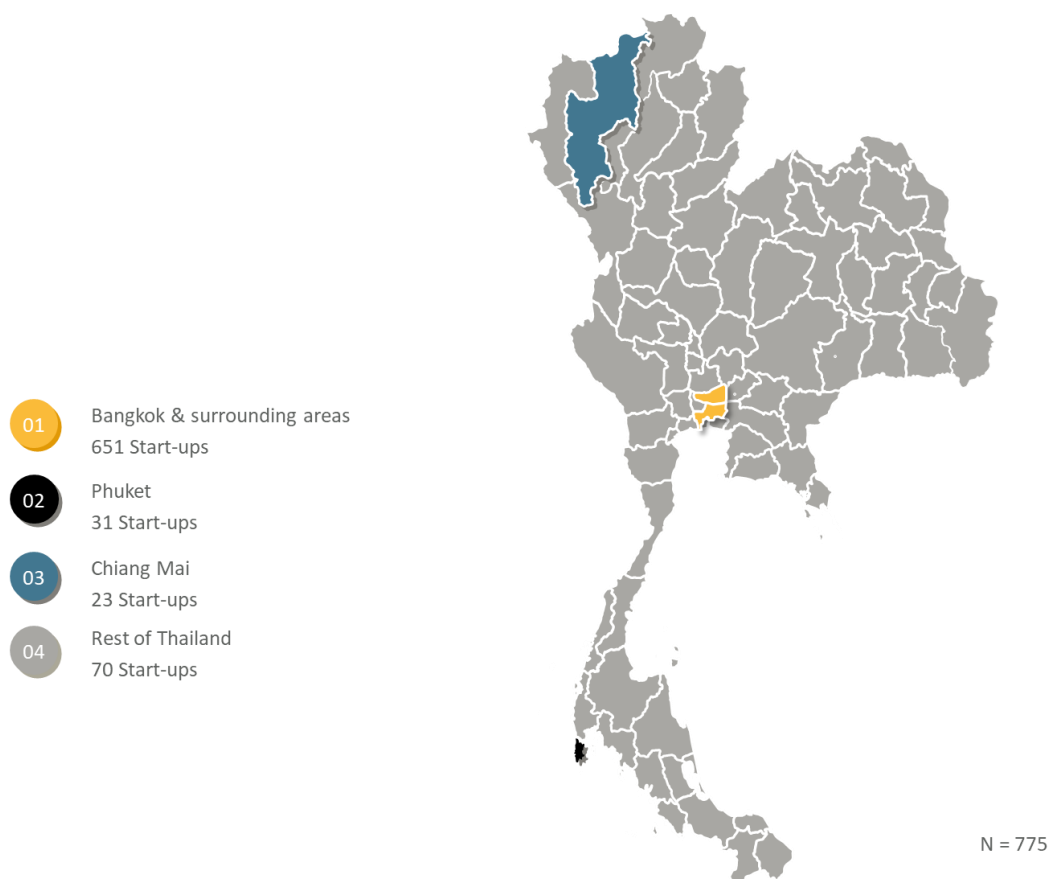 01
Bangkok & surrounding areas
651 Start-ups
02
Phuket
31 Start-ups
03
Chiang Mai
23 Start-ups
04
Rest of Thailand
70 Start-ups
N = 775